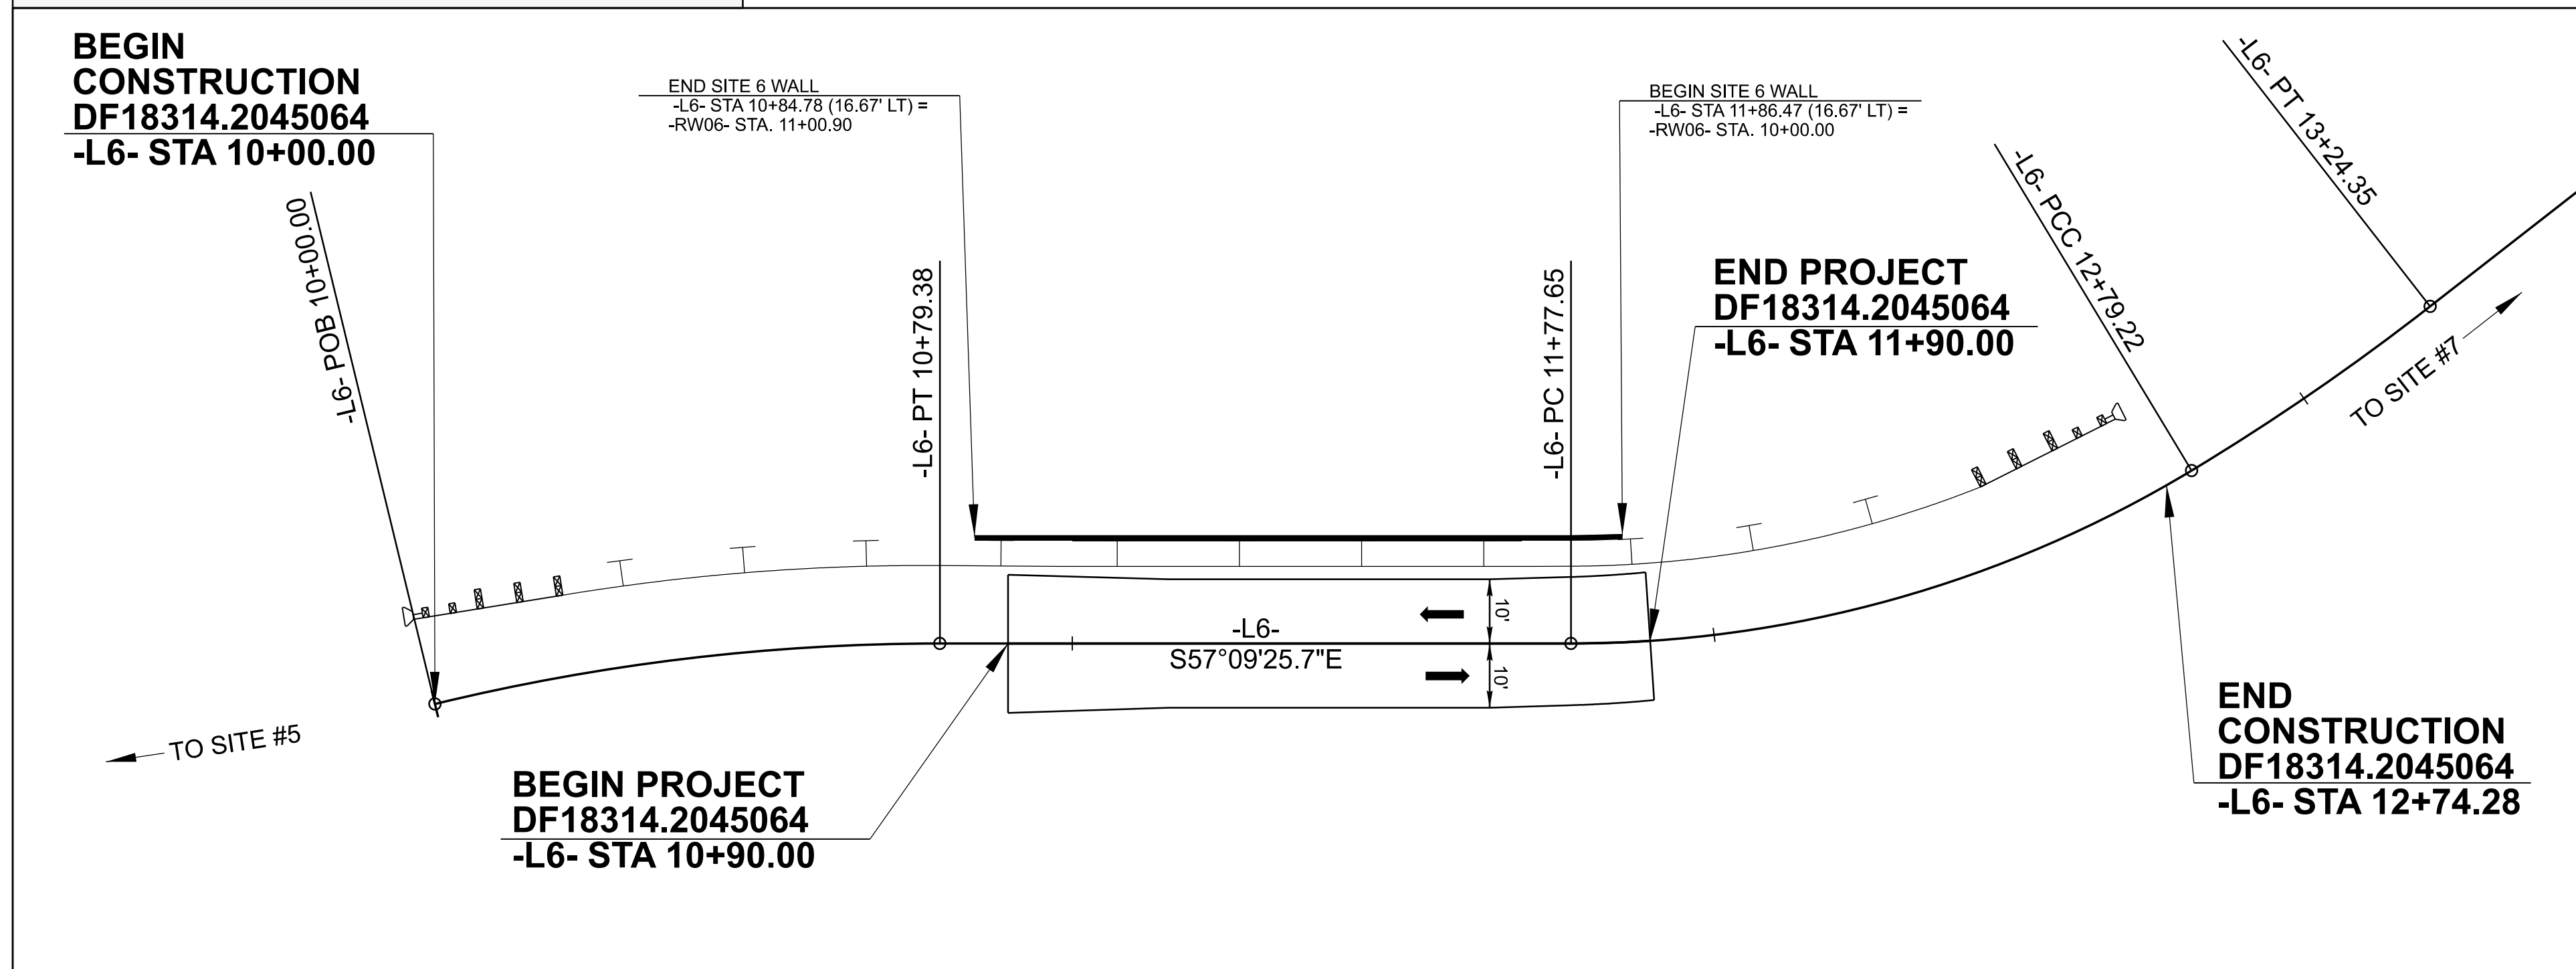 BEGIN
CONSTRUCTION
DF18314.2045064
-L6- STA 10+00.00
END SITE 6 WALL
-L6- STA 10+84.78 (16.67' LT) =
-RW06- STA. 11+00.90
BEGIN SITE 6 WALL
-L6- STA 11+86.47 (16.67' LT) =
-RW06- STA. 10+00.00
-L6- PT 13+24.35
-L6- PCC 12+79.22
-L6- POB 10+00.00
-L6- PT 10+79.38
-L6- PC 11+77.65
END PROJECT
DF18314.2045064
-L6- STA 11+90.00
TO SITE #7
10'
-L6-
S57°09'25.7"E
10'
TO SITE #5
BEGIN PROJECT
DF18314.2045064
-L6- STA 10+90.00
END
CONSTRUCTION
DF18314.2045064
-L6- STA 12+74.28